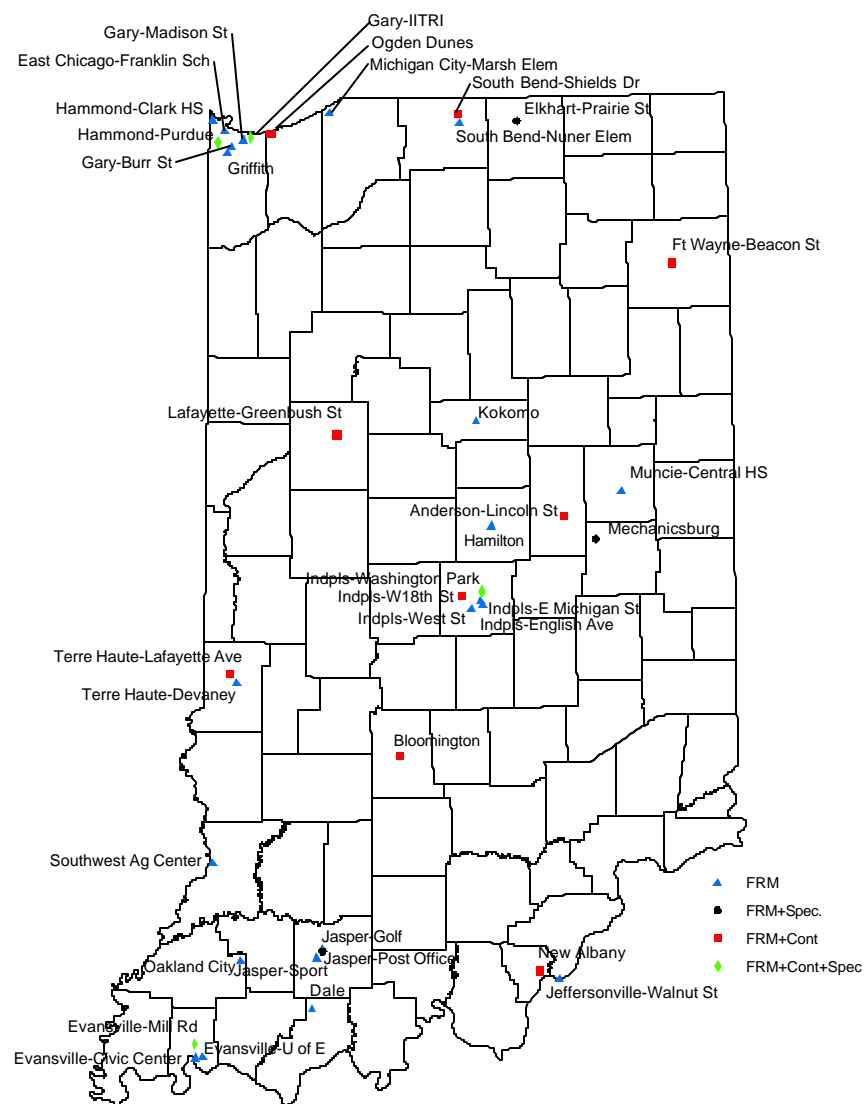 Gary-IITRI
Gary-Madison St
Ogden Dunes
East Chicago-Franklin Sch
Michigan City-Marsh Elem
South Bend-Shields Dr
Hammond-Clark HS
Elkhart-Prairie St
Hammond-Purdue
South Bend-Nuner Elem
Gary-Burr St
Griffith
Ft Wayne-Beacon St
Lafayette-Greenbush St
Kokomo
Muncie-Central HS
Anderson-Lincoln St
Mechanicsburg
Hamilton
Indpls-Washington Park
Indpls-W18th St
Indpls-E Michigan St
Indpls-West St
Indpls-English Ave
Terre Haute-Lafayette Ave
Terre Haute-Devaney
Bloomington
Southwest Ag Center
FRM
FRM+Spec.
FRM+Cont
FRM+Cont+Spec
Jasper-Golf
New Albany
Jasper-Post Office
Oakland City
Jasper-Sport
Jeffersonville-Walnut St
Dale
Evansville-Mill Rd
Evansville-U of E
Evansville-Civic Center